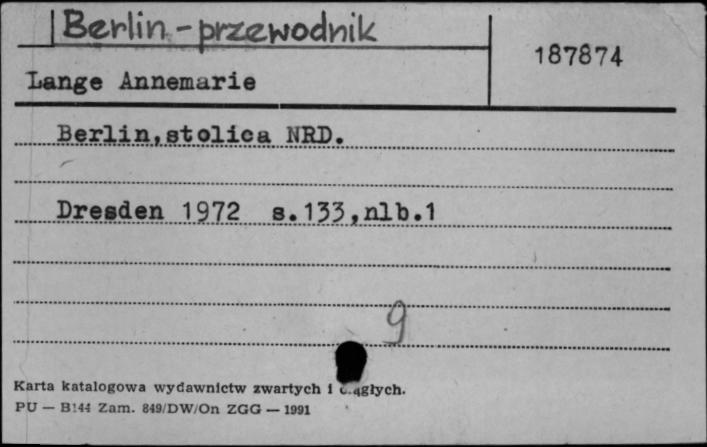 Berlin - przewodnik
187874
Lange Annemarie
Berlin,stolica NRD.
Dresden 1972 s.133,nlb.1
9
Karta katalogowa wydawnictw zwartych i ciągłych.
PU — B144 Zam. 849/DW/On ZGG — 1991